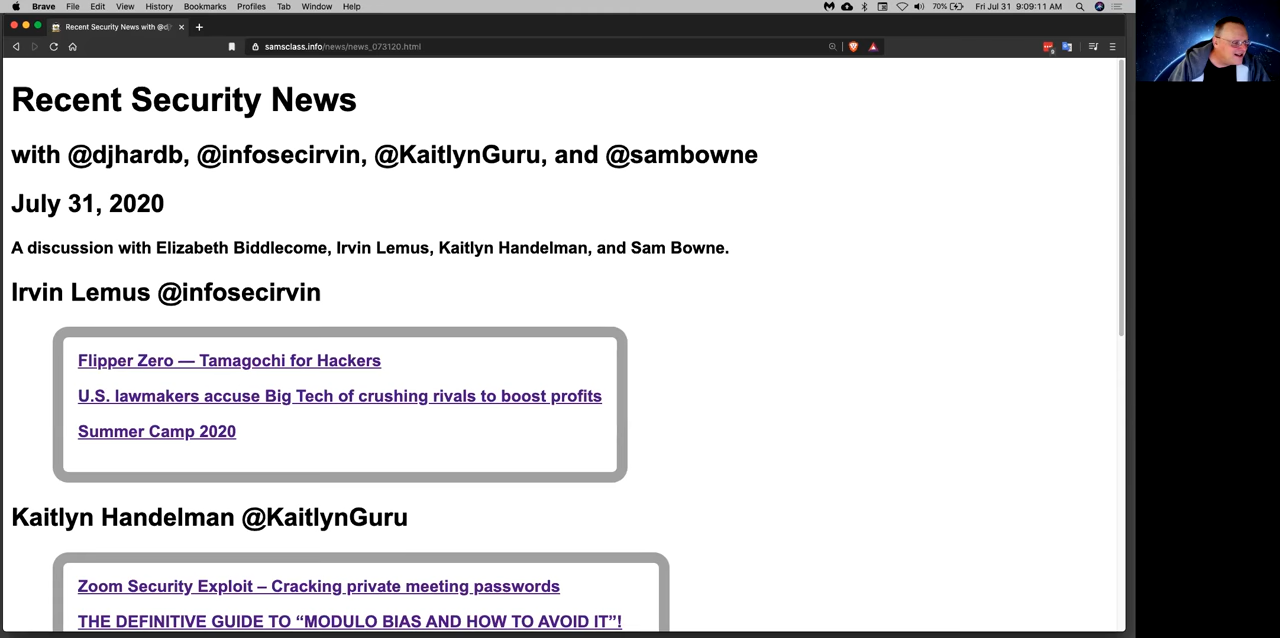 Brave File Edit View History Bookmarks Profiles Tab Window Help 70% Fri Jul 31 9:09:11 AM
Recent Security News with @dj
samsclass.info/news/news_073120.html
Recent Security News
with @djhardb, @infosecirvin, @KaitlynGuru, and @sambowne
July 31, 2020
A discussion with Elizabeth Biddlecome, Irvin Lemus, Kaitlyn Handelman, and Sam Bowne.
Irvin Lemus @infosecirvin
Flipper Zero — Tamagochi for Hackers
U.S. lawmakers accuse Big Tech of crushing rivals to boost profits
Summer Camp 2020
Kaitlyn Handelman @KaitlynGuru
Zoom Security Exploit – Cracking private meeting passwords
THE DEFINITIVE GUIDE TO “MODULO BIAS AND HOW TO AVOID IT”!